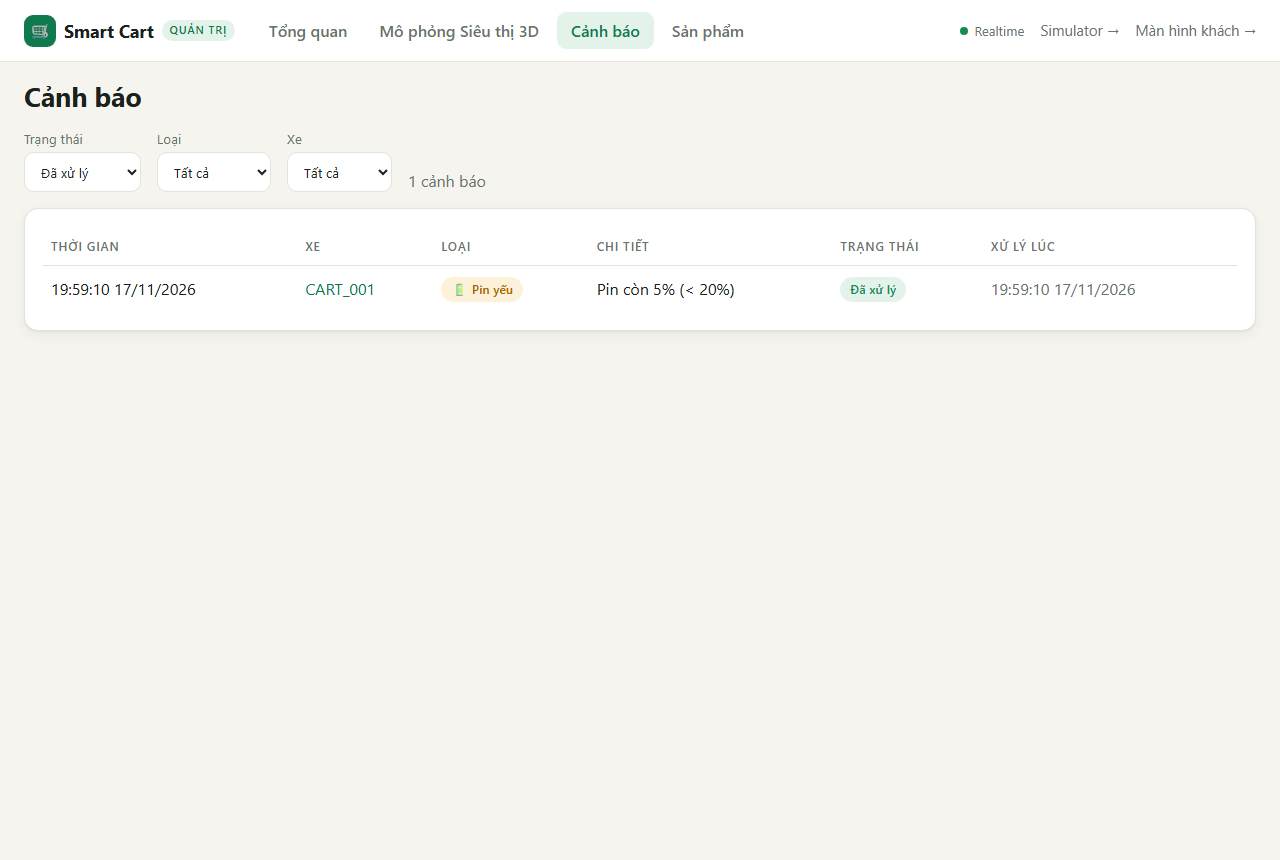 Smart Cart QUẢN TRỊ Tổng quan Mô phỏng Siêu thị 3D Cảnh báo Sản phẩm Realtime Simulator → Màn hình khách →
Cảnh báo
Trạng thái Loại Xe
Đã xử lý Tất cả Tất cả 1 cảnh báo
THỜI GIAN XE LOẠI CHI TIẾT TRẠNG THÁI XỬ LÝ LÚC
19:59:10 17/11/2026 CART_001 Pin yếu Pin còn 5% (< 20%) Đã xử lý 19:59:10 17/11/2026